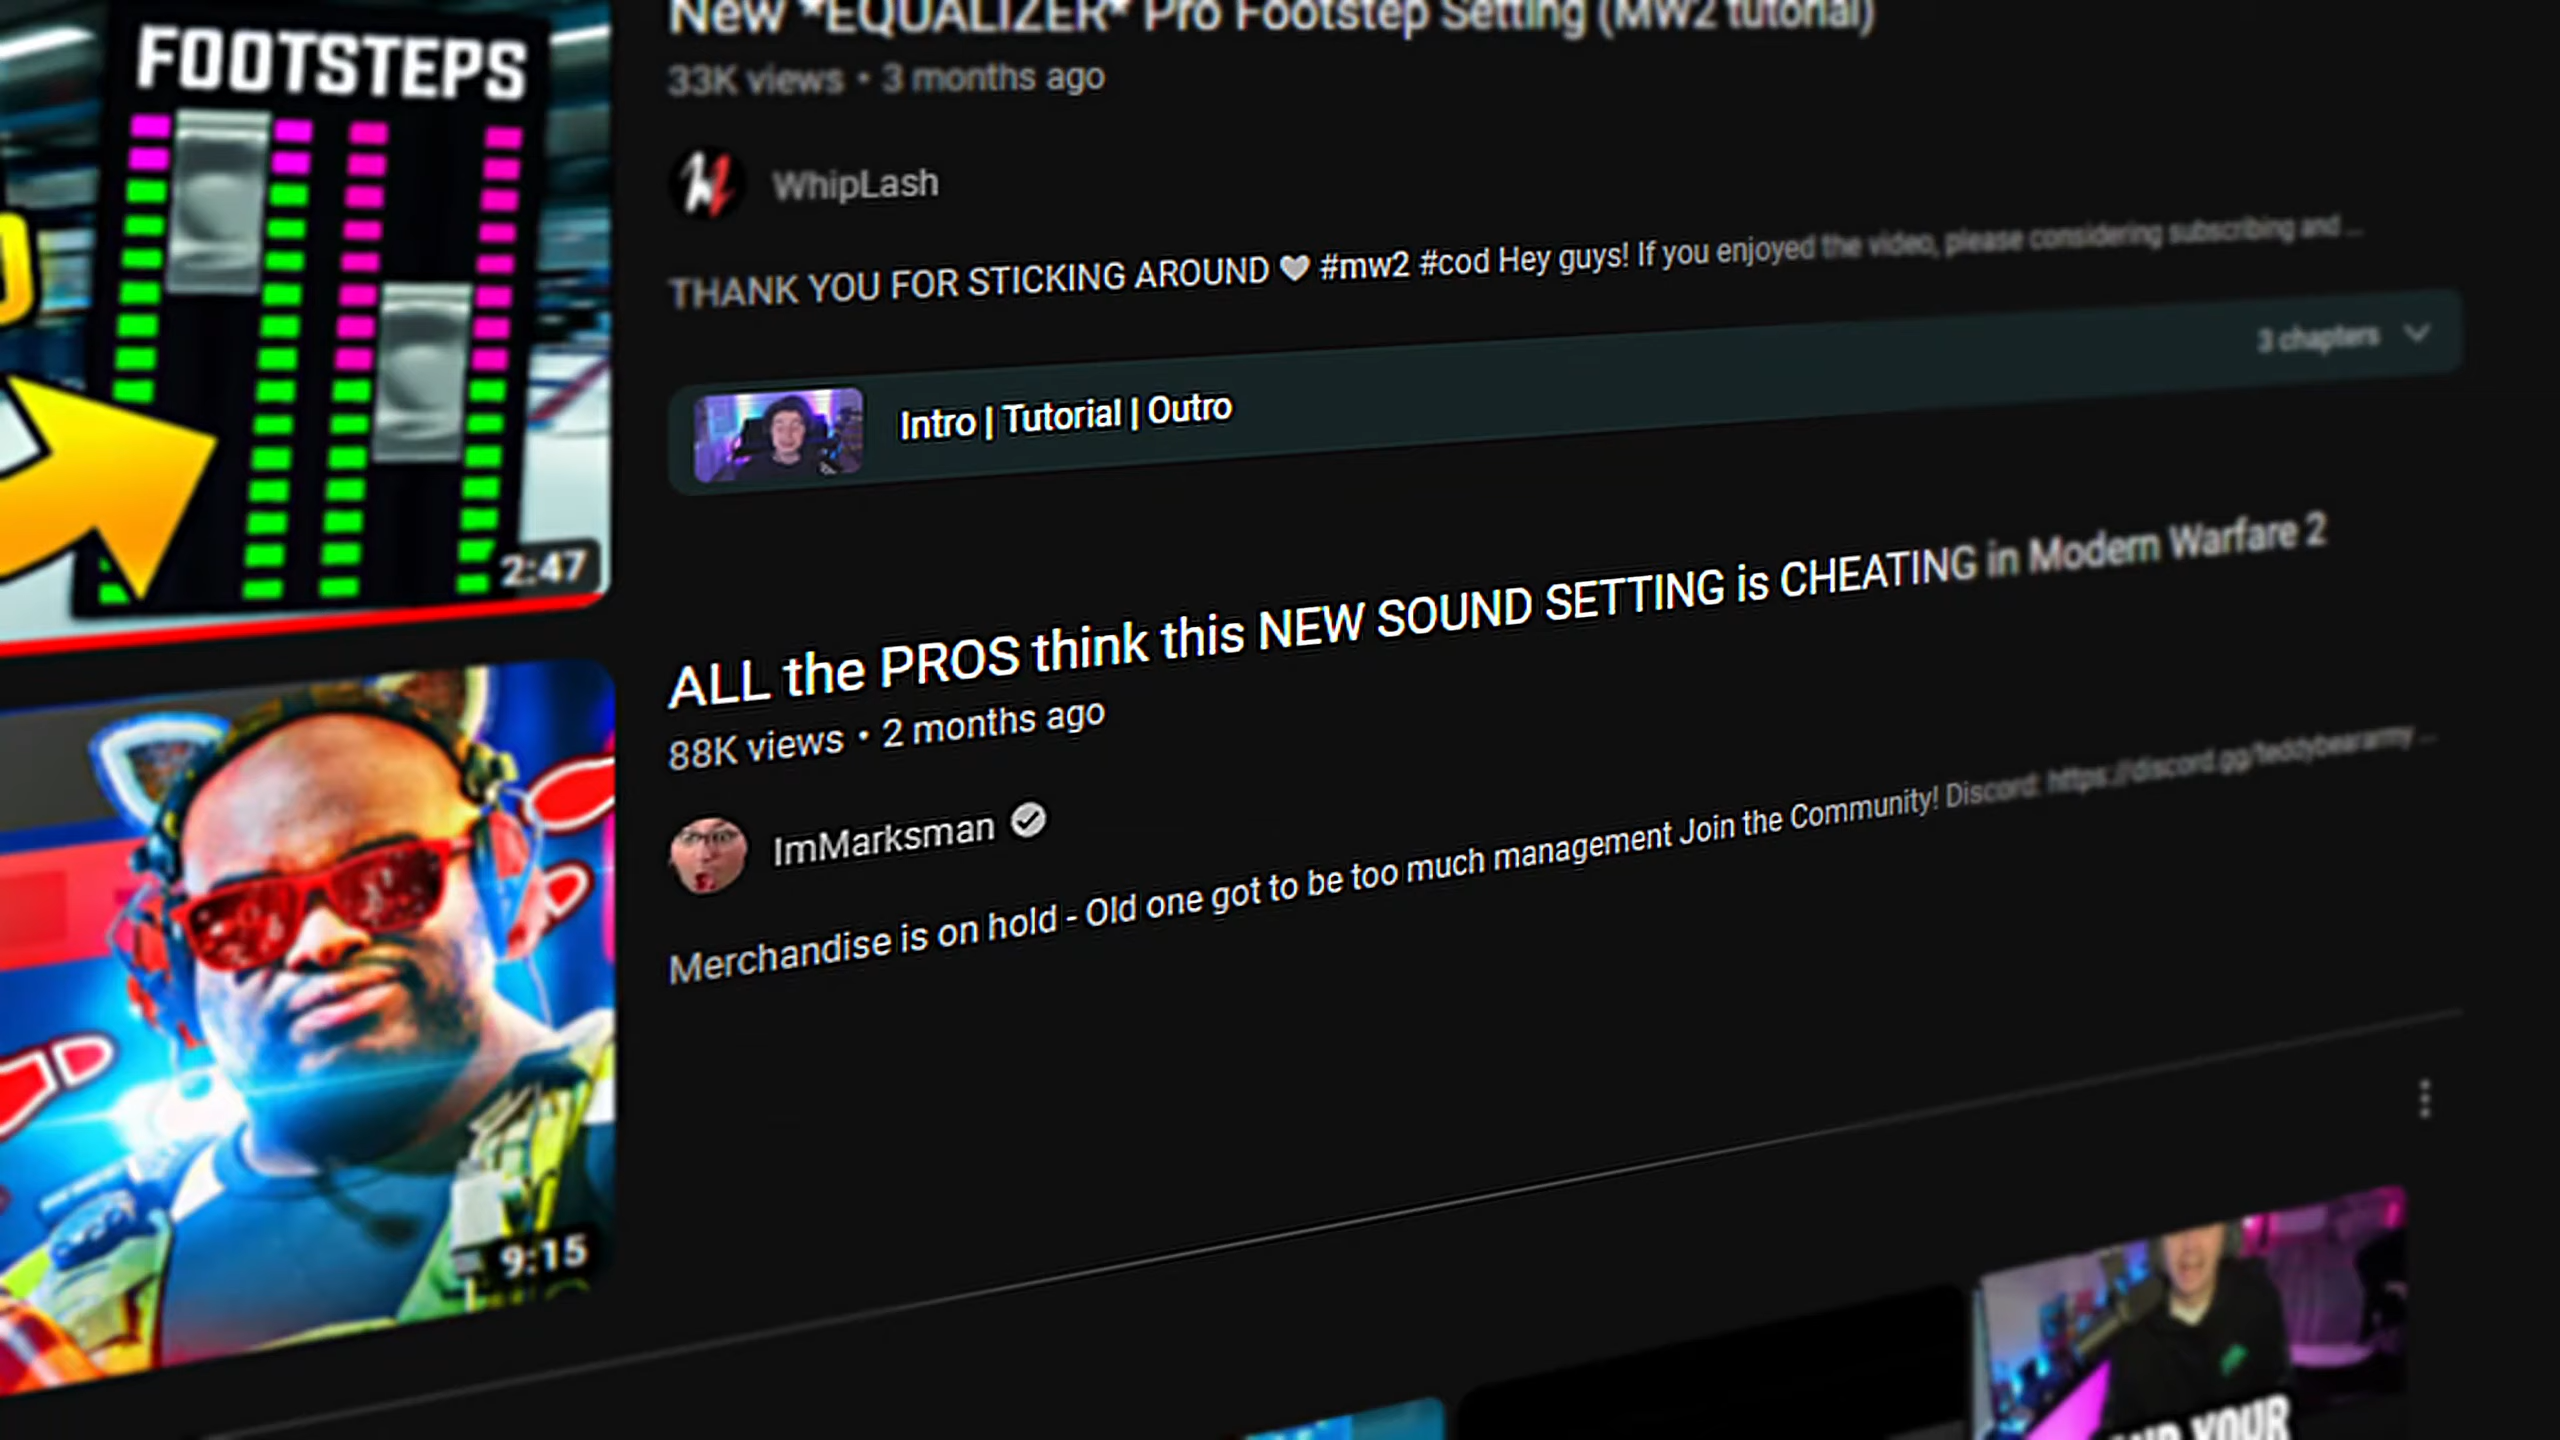 FOOTSTEPS
2:47
New *EQUALIZER* Pro Footstep Setting (MW2 tutorial)
33K views • 3 months ago
WhipLash
THANK YOU FOR STICKING AROUND 🤍 #mw2 #cod Hey guys! If you enjoyed the video, please considering subscribing and ...
Intro | Tutorial | Outro
3 chapters
ALL the PROS think this NEW SOUND SETTING is CHEATING in Modern Warfare 2
88K views • 2 months ago
ImMarksman
Merchandise is on hold - Old one got to be too much management Join the Community! Discord: https://discord.gg/teddybeararmy ...
9:15
YOUR